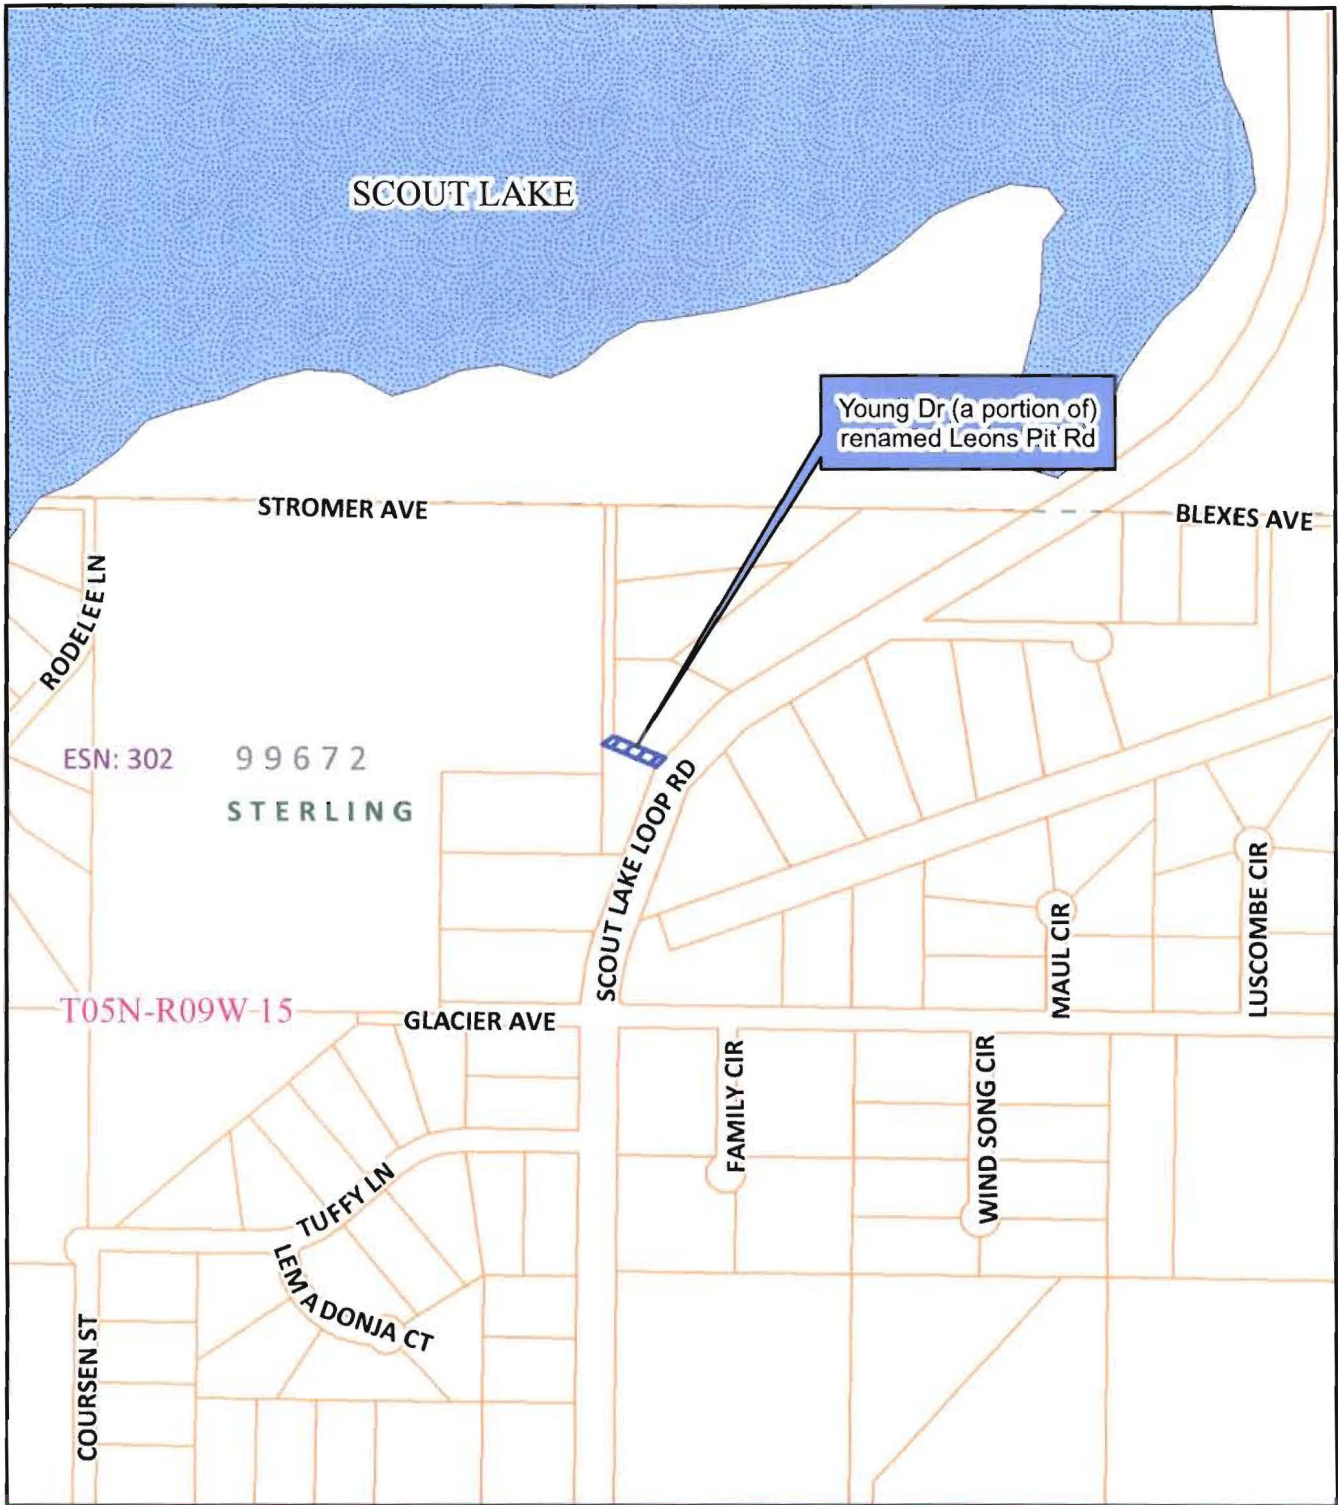 SCOUT LAKE
Young Dr (a portion of)
renamed Leons Pit Rd
STROMER AVE
BLEXES AVE
RODELEE LN
ESN: 302
99672
STERLING
SCOUT LAKE LOOP RD
MAUL CIR
LUSCOMBE CIR
T05N-R09W-15
GLACIER AVE
FAMILY CIR
WIND SONG CIR
TUFFY LN
LEMADONJA CT
COURSEN ST